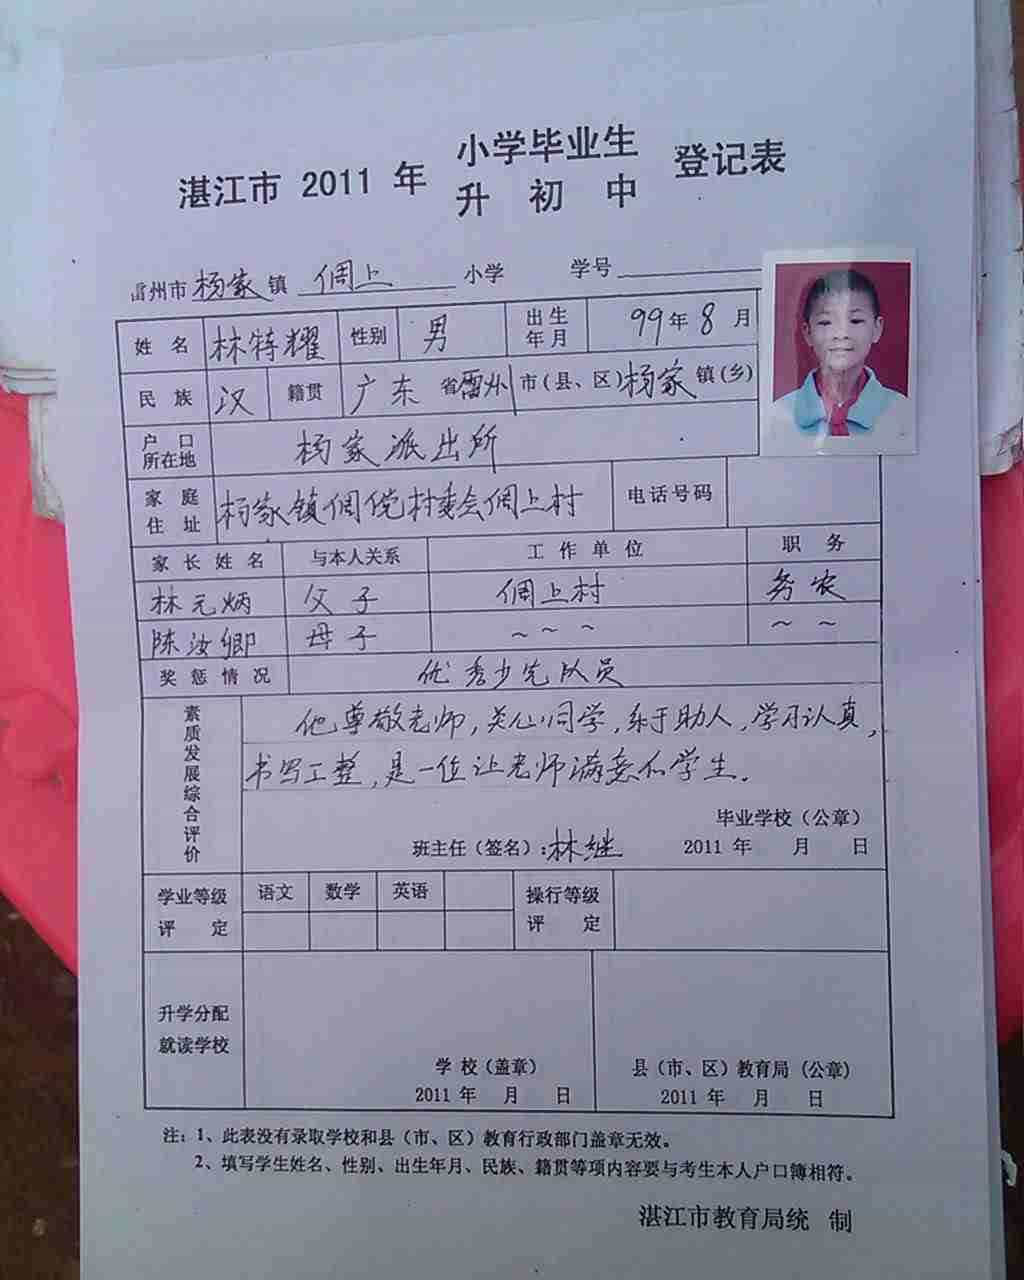 湛江市 2011 年 小学毕业生 登记表
升 初 中
雷州市 杨家 镇 倜上 小学 学号
姓 名 林特耀 性别 男 出生年月 99 年 8 月
民 族 汉 籍贯 广东 省 雷州 市(县、区) 杨家 镇(乡)
户 口 所在地 杨家派出所
家 庭 住 址 杨家镇倜傥村委会倜上村 电话号码
家 长 姓 名 与本人关系 工 作 单 位 职 务
林元炳 父子 倜上村 务农
陈汝卿 母子 ~ ~ ~ ~ ~
奖 惩 情 况 优秀少先队员
素质发展综合评价
他尊敬老师,关心同学,乐于助人,学习认真,
书写工整,是一位让老师满意的学生.
毕业学校(公章)
班主任(签名):林继 2011 年 月 日
学业等级 评 定 语文 数学 英语 操行等级 评 定
升学分配
就读学校
学 校(盖章) 县(市、区)教育局(公章)
2011 年 月 日 2011 年 月 日
注: 1、此表没有录取学校和县(市、区)教育行政部门盖章无效。
2、填写学生姓名、性别、出生年月、民族、籍贯等项内容要与考生本人户口簿相符。
湛江市教育局统 制